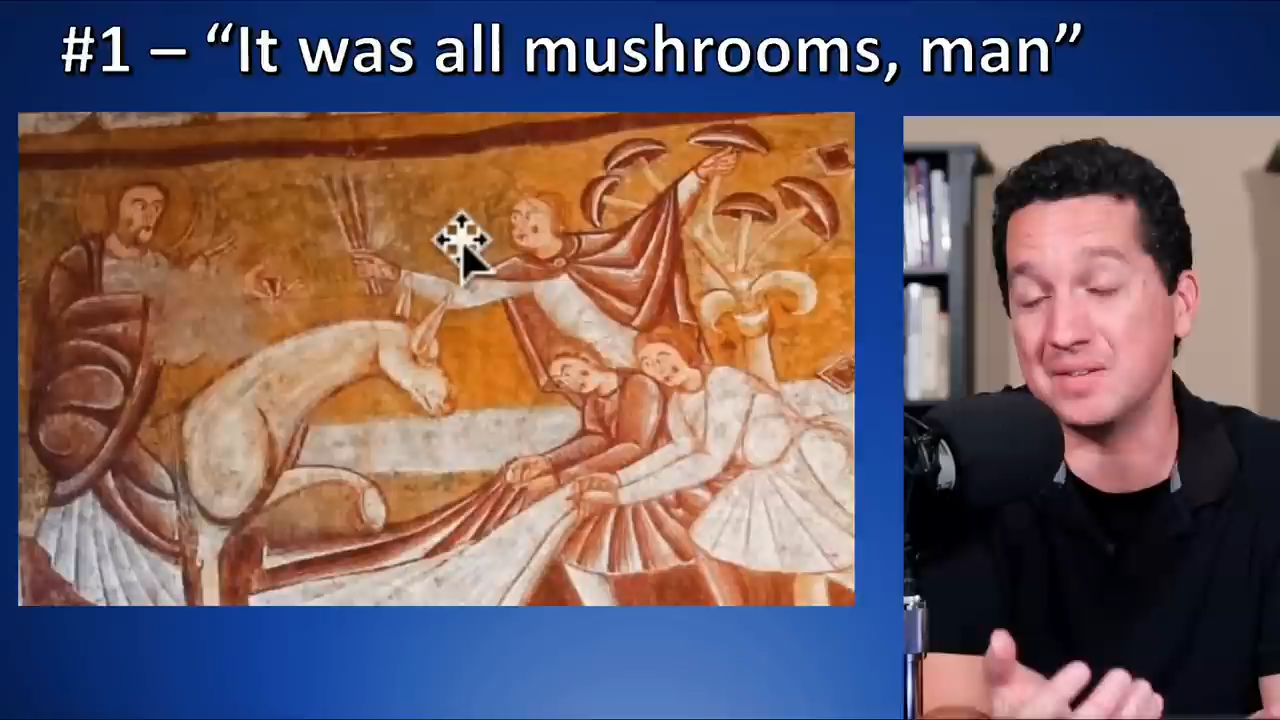 #1 – “It was all mushrooms, man”